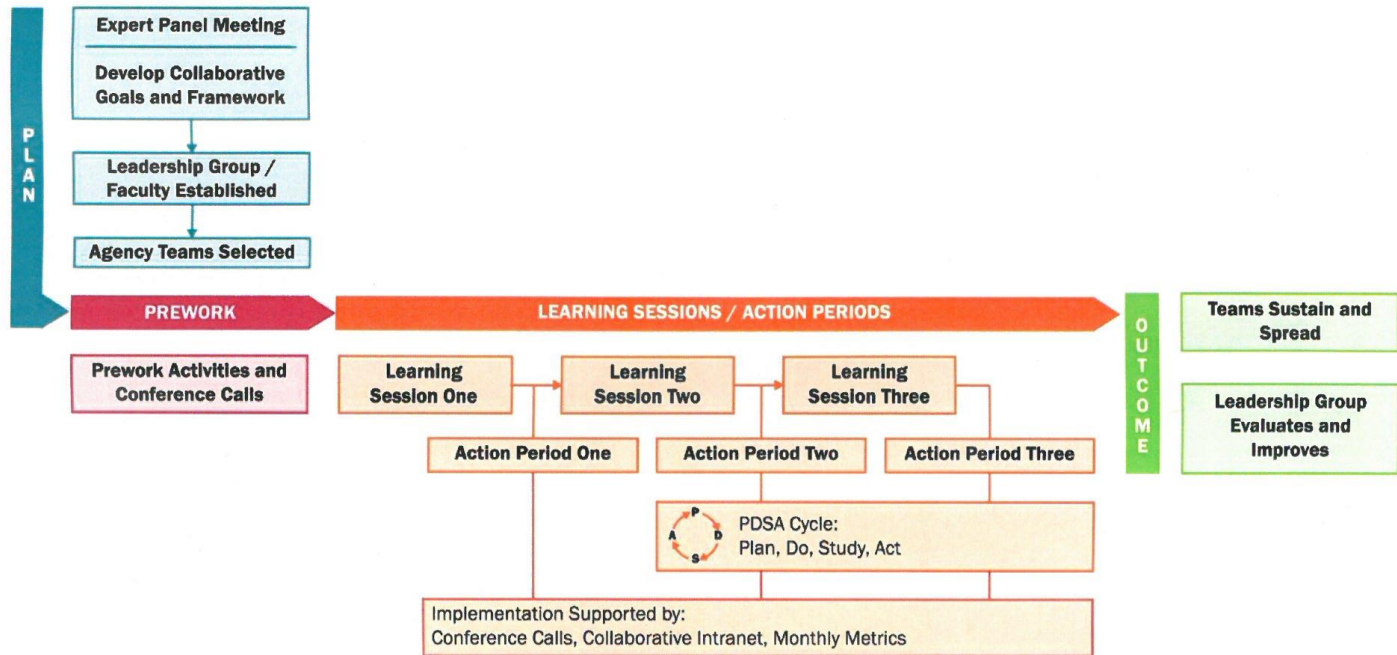 PLAN
Expert Panel Meeting
Develop Collaborative
Goals and Framework
Leadership Group /
Faculty Established
Agency Teams Selected
PREWORK
Prework Activities and
Conference Calls
LEARNING SESSIONS / ACTION PERIODS
Learning
Session One
Learning
Session Two
Learning
Session Three
Action Period One
Action Period Two
Action Period Three
P
D
S
A
PDSA Cycle:
Plan, Do, Study, Act
Implementation Supported by:
Conference Calls, Collaborative Intranet, Monthly Metrics
OUTCOME
Teams Sustain and
Spread
Leadership Group
Evaluates and
Improves